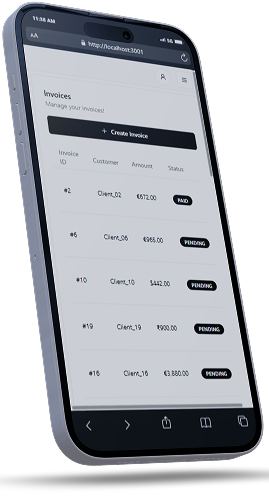 11:38 AM
5G
AA http://localhost:3001
Invoices
Manage your invoices!
+ Create Invoice
Invoice ID Customer Amount Status
#2 Client_02 €672.00 PAID
#6 Client_06 €965.00 PENDING
#10 Client_10 $442.00 PENDING
#19 Client_19 ₹900.00 PENDING
#16 Client_16 €3,880.00 PENDING